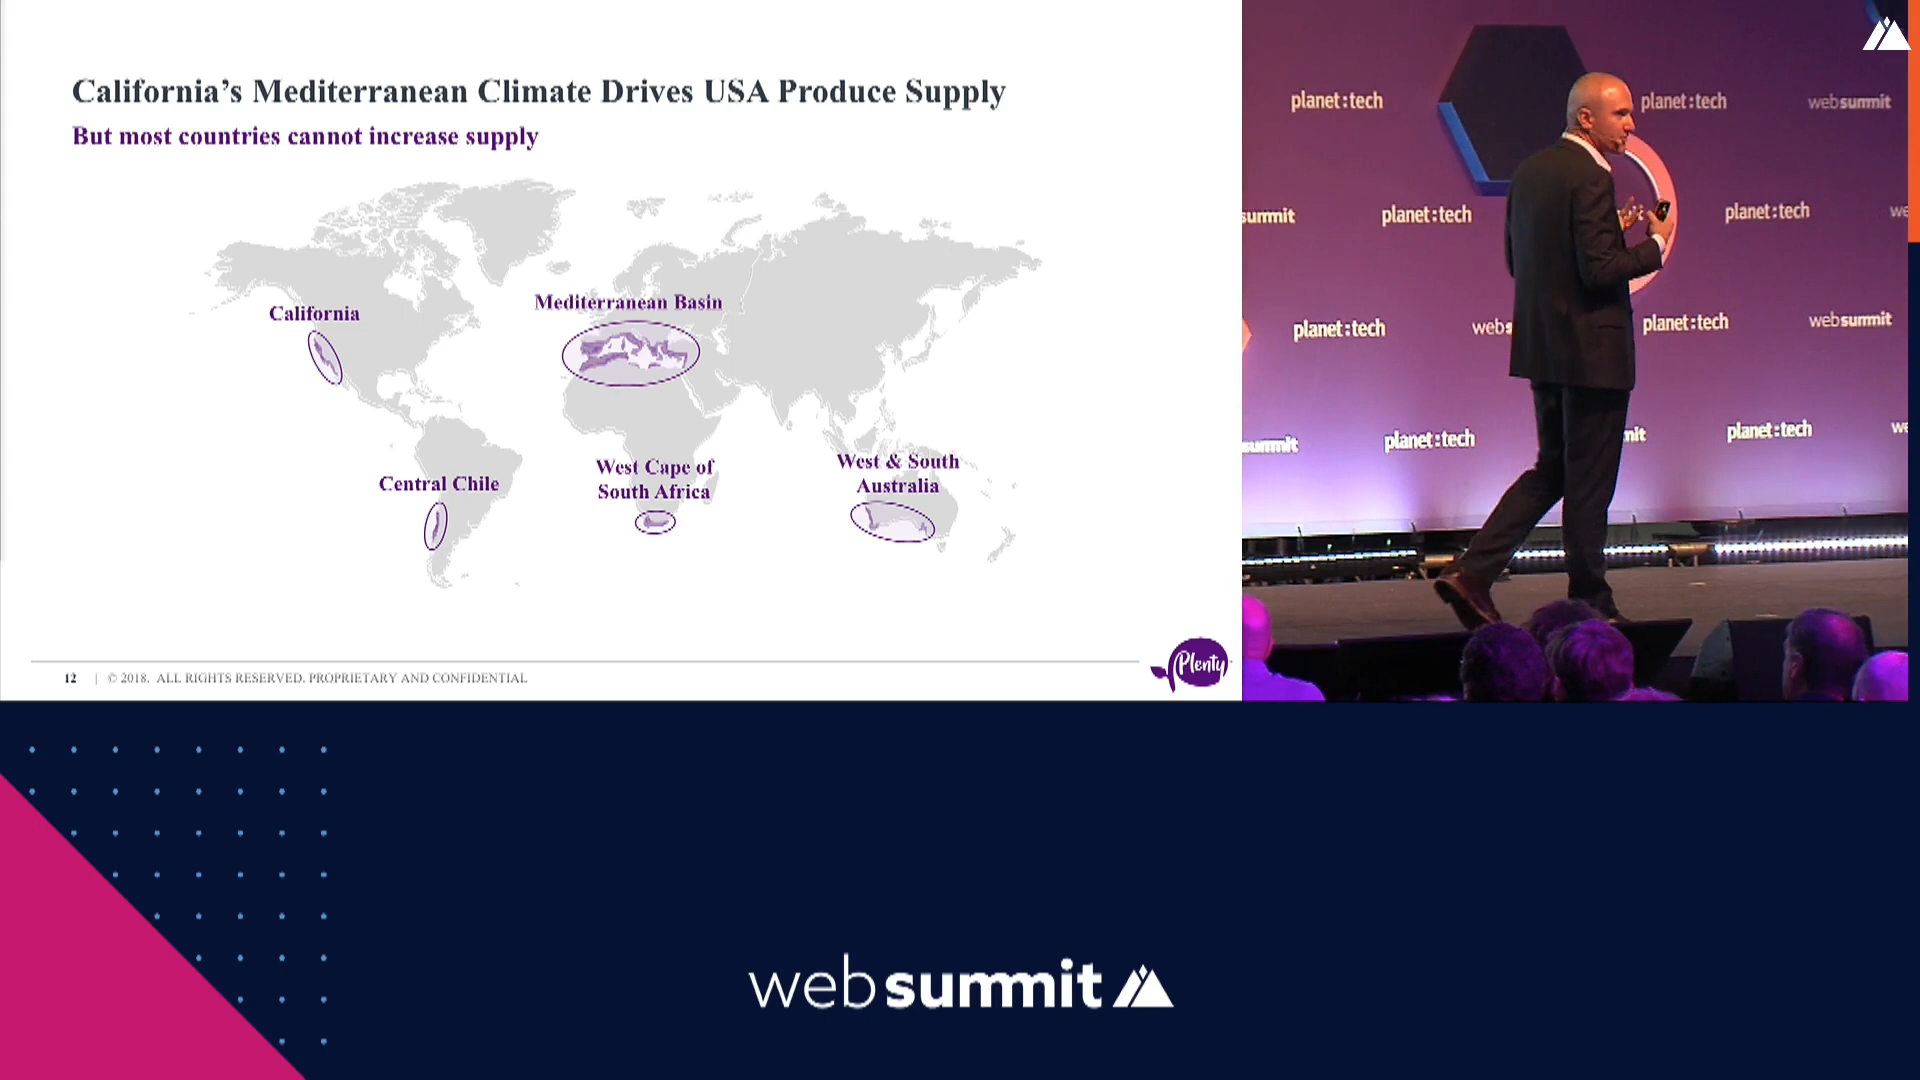 California's Mediterranean Climate Drives USA Produce Supply
But most countries cannot increase supply
California
Mediterranean Basin
Central Chile
West Cape of
South Africa
West & South
Australia
12 | © 2018. ALL RIGHTS RESERVED. PROPRIETARY AND CONFIDENTIAL
Plenty
planet:tech
planet:tech
websummit
summit
planet:tech
planet:tech
we
planet:tech
webs
planet:tech
websummit
summit
planet:tech
mit
planet:tech
we
web summit